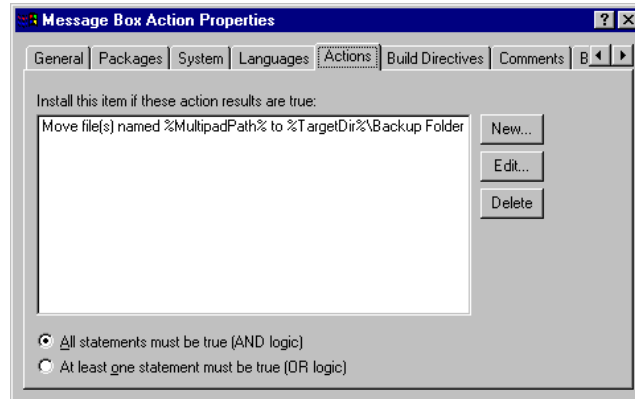 Message Box Action Properties
General Packages System Languages Actions Build Directives Comments B
Install this item if these action results are true:
Move file(s) named %MultipadPath% to %TargetDir%\Backup Folder
New...
Edit...
Delete
All statements must be true (AND logic)
At least one statement must be true (OR logic)